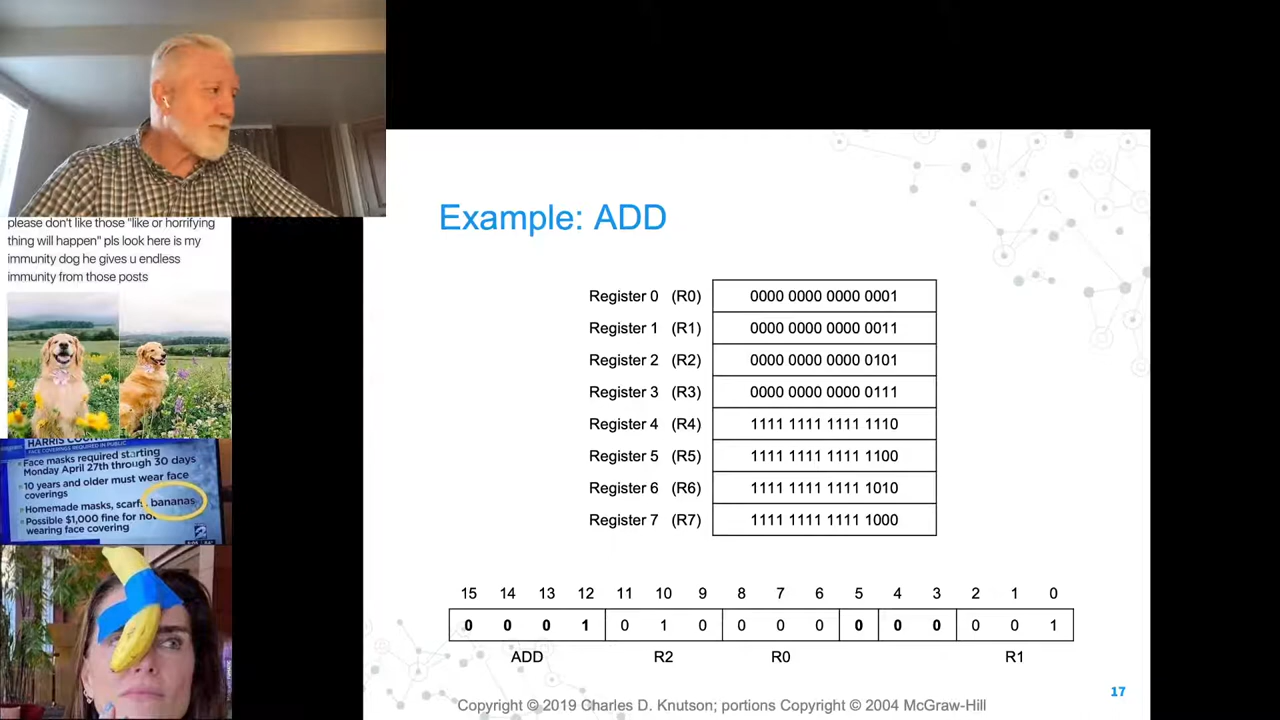 please don't like those "like or horrifying
thing will happen" pls look here is my
immunity dog he gives u endless
immunity from those posts
FACE COVERINGS REQUIRED IN PUBLIC
Face masks required starting
Monday April 27th through 30 days
10 years and older must wear face
coverings
Homemade masks, scarfs, bananas,
Possible $1,000 fine for not
wearing face covering
Example: ADD
Register 0 (R0) 0000 0000 0000 0001
Register 1 (R1) 0000 0000 0000 0011
Register 2 (R2) 0000 0000 0000 0101
Register 3 (R3) 0000 0000 0000 0111
Register 4 (R4) 1111 1111 1111 1110
Register 5 (R5) 1111 1111 1111 1100
Register 6 (R6) 1111 1111 1111 1010
Register 7 (R7) 1111 1111 1111 1000
15 14 13 12 11 10 9 8 7 6 5 4 3 2 1 0
0 0 0 1 0 1 0 0 0 0 0 0 0 0 0 1
ADD R2 R0 R1
17
Copyright © 2019 Charles D. Knutson; portions Copyright © 2004 McGraw-Hill